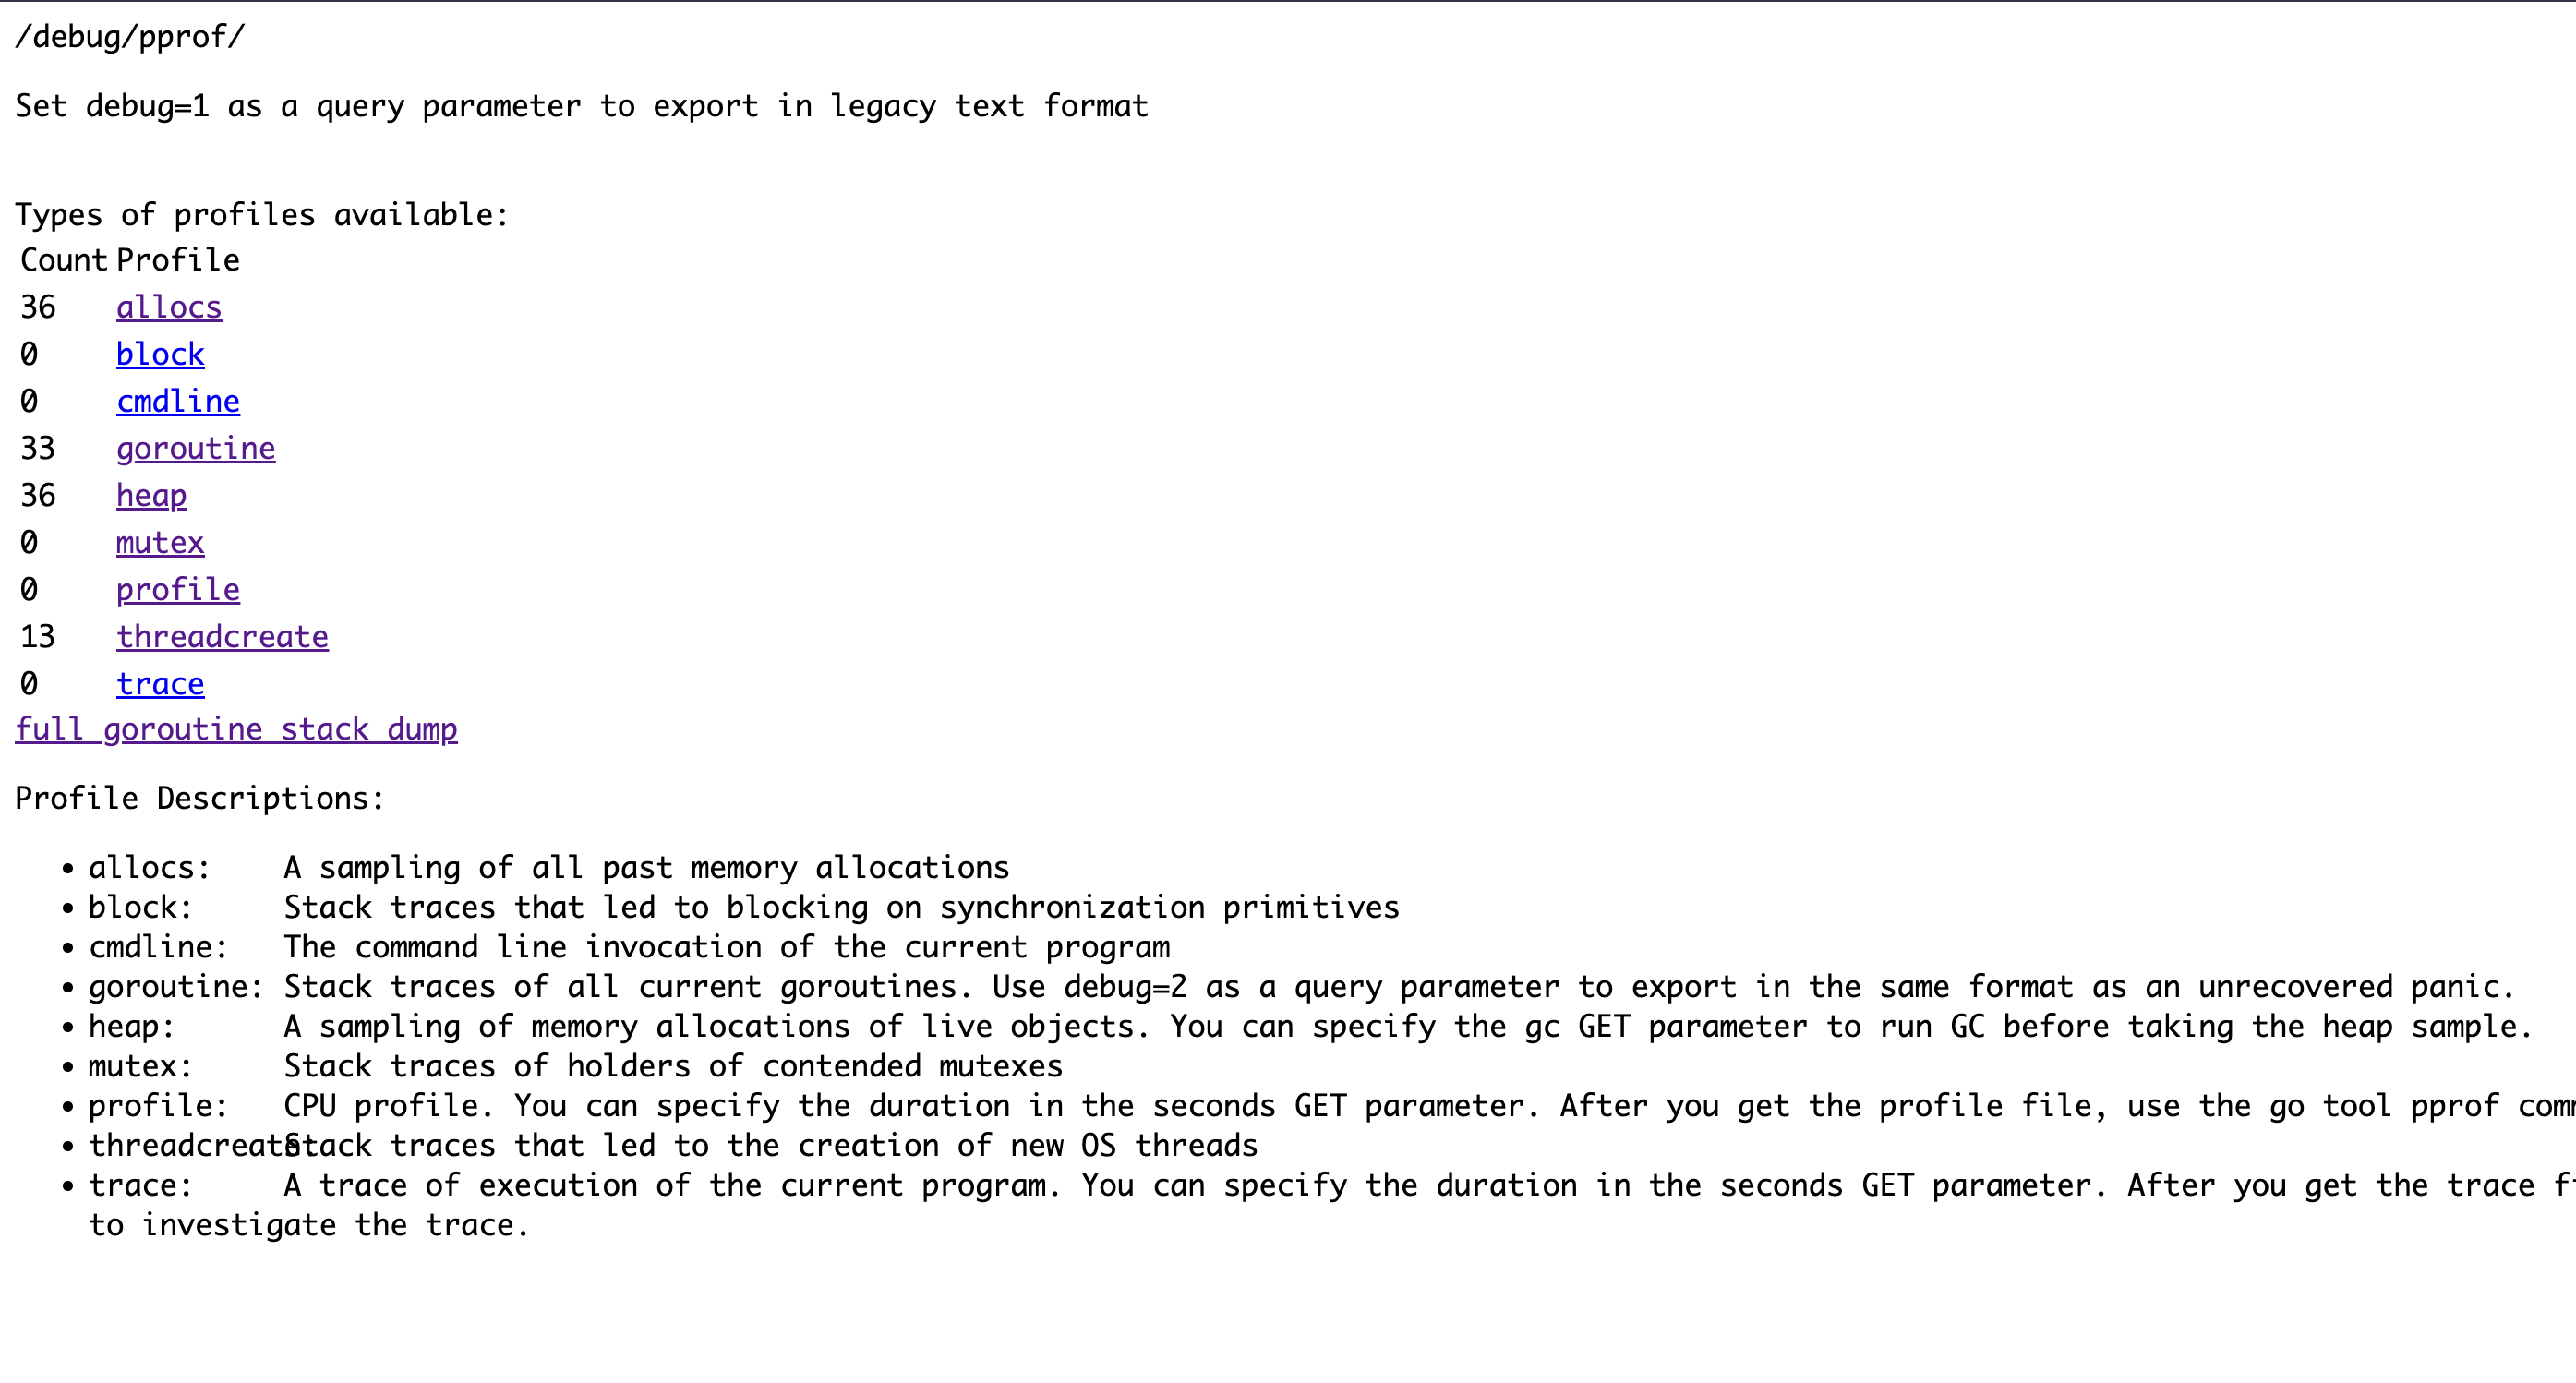 /debug/pprof/
Set debug=1 as a query parameter to export in legacy text format
Types of profiles available:
Count Profile
36 allocs
0 block
0 cmdline
33 goroutine
36 heap
0 mutex
0 profile
13 threadcreate
0 trace
full goroutine stack dump
Profile Descriptions:
• allocs: A sampling of all past memory allocations
• block: Stack traces that led to blocking on synchronization primitives
• cmdline: The command line invocation of the current program
• goroutine: Stack traces of all current goroutines. Use debug=2 as a query parameter to export in the same format as an unrecovered panic.
• heap: A sampling of memory allocations of live objects. You can specify the gc GET parameter to run GC before taking the heap sample.
• mutex: Stack traces of holders of contended mutexes
• profile: CPU profile. You can specify the duration in the seconds GET parameter. After you get the profile file, use the go tool pprof
• threadcreate: Stack traces that led to the creation of new OS threads
• trace: A trace of execution of the current program. You can specify the duration in the seconds GET parameter. After you get the trace
to investigate the trace.